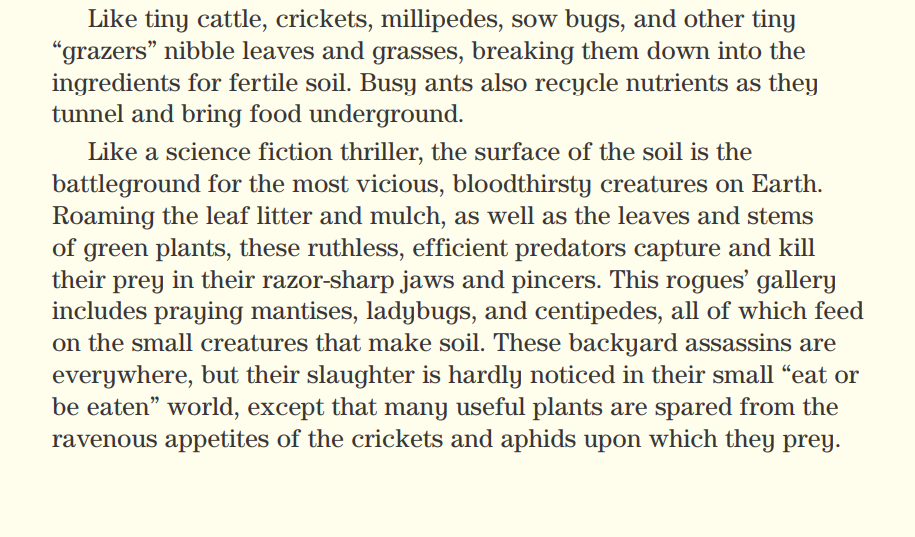 Like tiny cattle, crickets, millipedes, sow bugs, and other tiny
“grazers” nibble leaves and grasses, breaking them down into the
ingredients for fertile soil. Busy ants also recycle nutrients as they
tunnel and bring food underground.
Like a science fiction thriller, the surface of the soil is the
battleground for the most vicious, bloodthirsty creatures on Earth.
Roaming the leaf litter and mulch, as well as the leaves and stems
of green plants, these ruthless, efficient predators capture and kill
their prey in their razor-sharp jaws and pincers. This rogues’ gallery
includes praying mantises, ladybugs, and centipedes, all of which feed
on the small creatures that make soil. These backyard assassins are
everywhere, but their slaughter is hardly noticed in their small “eat or
be eaten” world, except that many useful plants are spared from the
ravenous appetites of the crickets and aphids upon which they prey.